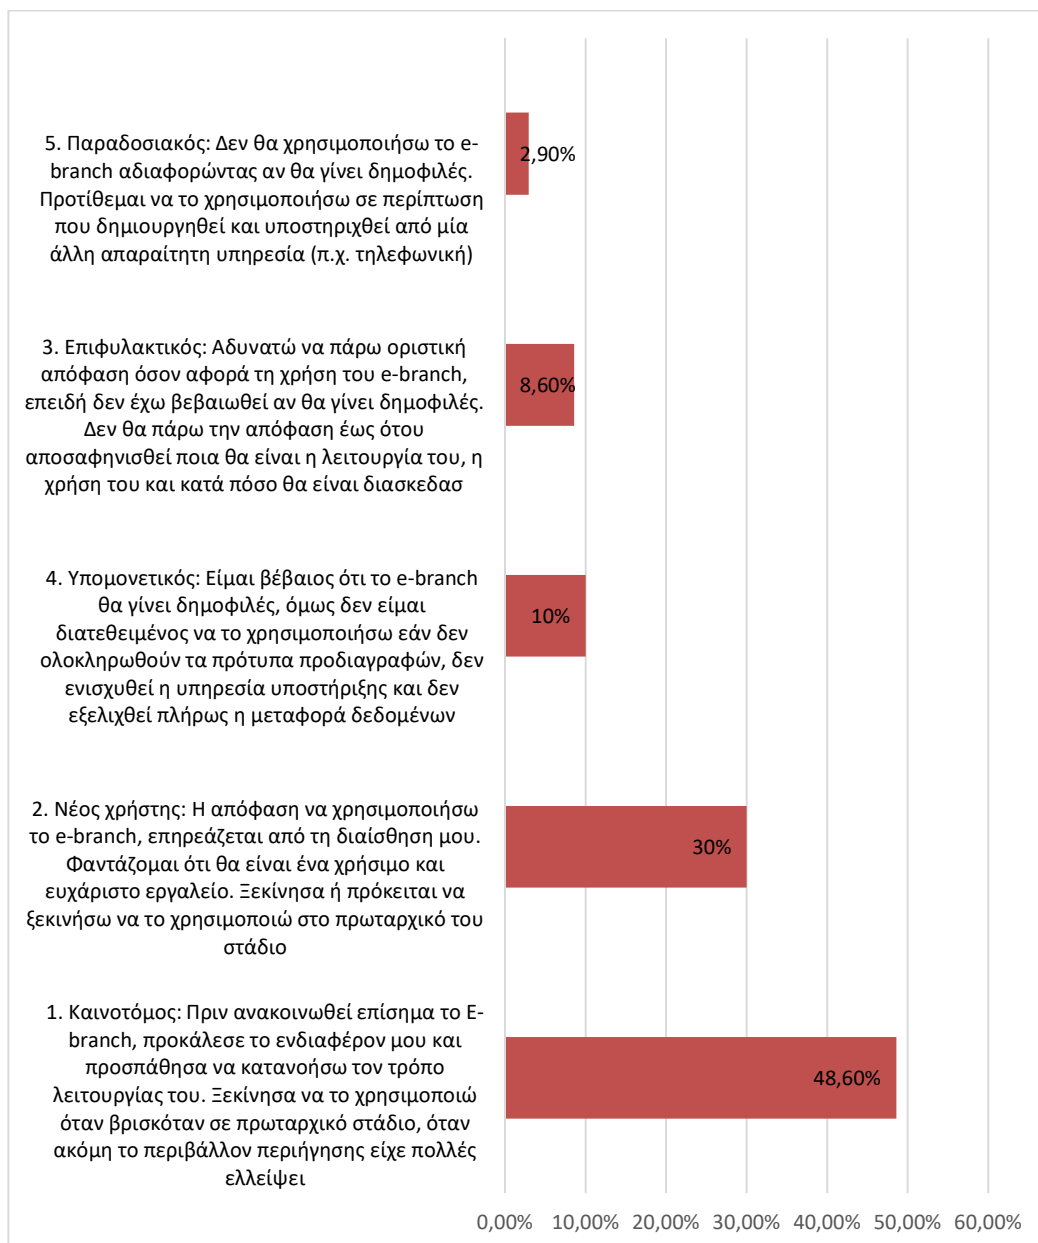 5. Παραδοσιακός: Δεν θα χρησιμοποιήσω το e-
branch αδιαφορώντας αν θα γίνει δημοφιλές.
Προτίθεμαι να το χρησιμοποιήσω σε περίπτωση
που δημιουργηθεί και υποστηριχθεί από μία
άλλη απαραίτητη υπηρεσία (π.χ. τηλεφωνική)
2,90%
3. Επιφυλακτικός: Αδυνατώ να πάρω οριστική
απόφαση όσον αφορά τη χρήση του e-branch,
επειδή δεν έχω βεβαιωθεί αν θα γίνει δημοφιλές.
Δεν θα πάρω την απόφαση έως ότου
αποσαφηνισθεί ποια θα είναι η λειτουργία του, η
χρήση του και κατά πόσο θα είναι διασκεδασ
8,60%
4. Υπομονετικός: Είμαι βέβαιος ότι το e-branch
θα γίνει δημοφιλές, όμως δεν είμαι
διατεθειμένος να το χρησιμοποιήσω εάν δεν
ολοκληρωθούν τα πρότυπα προδιαγραφών, δεν
ενισχυθεί η υπηρεσία υποστήριξης και δεν
εξελιχθεί πλήρως η μεταφορά δεδομένων
10%
2. Νέος χρήστης: Η απόφαση να χρησιμοποιήσω
το e-branch, επηρεάζεται από τη διαίσθηση μου.
Φαντάζομαι ότι θα είναι ένα χρήσιμο και
ευχάριστο εργαλείο. Ξεκίνησα ή πρόκειται να
ξεκινήσω να το χρησιμοποιώ στο πρωταρχικό του
στάδιο
30%
1. Καινοτόμος: Πριν ανακοινωθεί επίσημα το E-
branch, προκάλεσε το ενδιαφέρον μου και
προσπάθησα να κατανοήσω τον τρόπο
λειτουργίας του. Ξεκίνησα να το χρησιμοποιώ
όταν βρισκόταν σε πρωταρχικό στάδιο, όταν
ακόμη το περιβάλλον περιήγησης είχε πολλές
ελλείψει
48,60%
0,00% 10,00% 20,00% 30,00% 40,00% 50,00% 60,00%